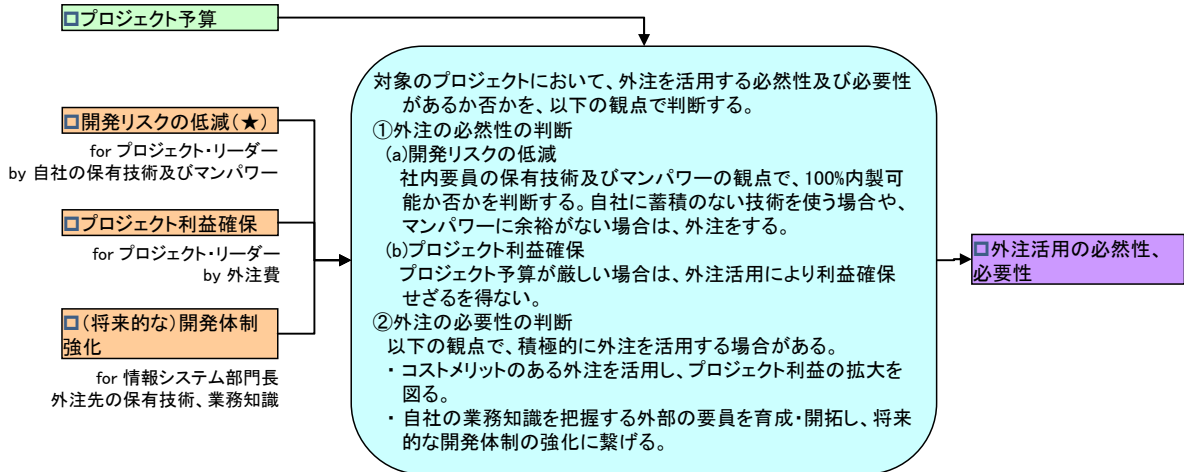 □プロジェクト予算
□開発リスクの低減(★)
for プロジェクト・リーダー
by 自社の保有技術及びマンパワー
□プロジェクト利益確保
for プロジェクト・リーダー
by 外注費
□(将来的な)開発体制
強化
for 情報システム部門長
外注先の保有技術、業務知識
対象のプロジェクトにおいて、外注を活用する必然性及び必要性
があるか否かを、以下の観点で判断する。
①外注の必然性の判断
(a)開発リスクの低減
社内要員の保有技術及びマンパワーの観点で、100%内製可
能か否かを判断する。自社に蓄積のない技術を使う場合や、
マンパワーに余裕がない場合は、外注をする。
(b)プロジェクト利益確保
プロジェクト予算が厳しい場合は、外注活用により利益確保
せざるを得ない。
②外注の必要性の判断
以下の観点で、積極的に外注を活用する場合がある。
・コストメリットのある外注を活用し、プロジェクト利益の拡大を
図る。
・自社の業務知識を把握する外部の要員を育成・開拓し、将来
的な開発体制の強化に繋げる。
□外注活用の必然性、
必要性